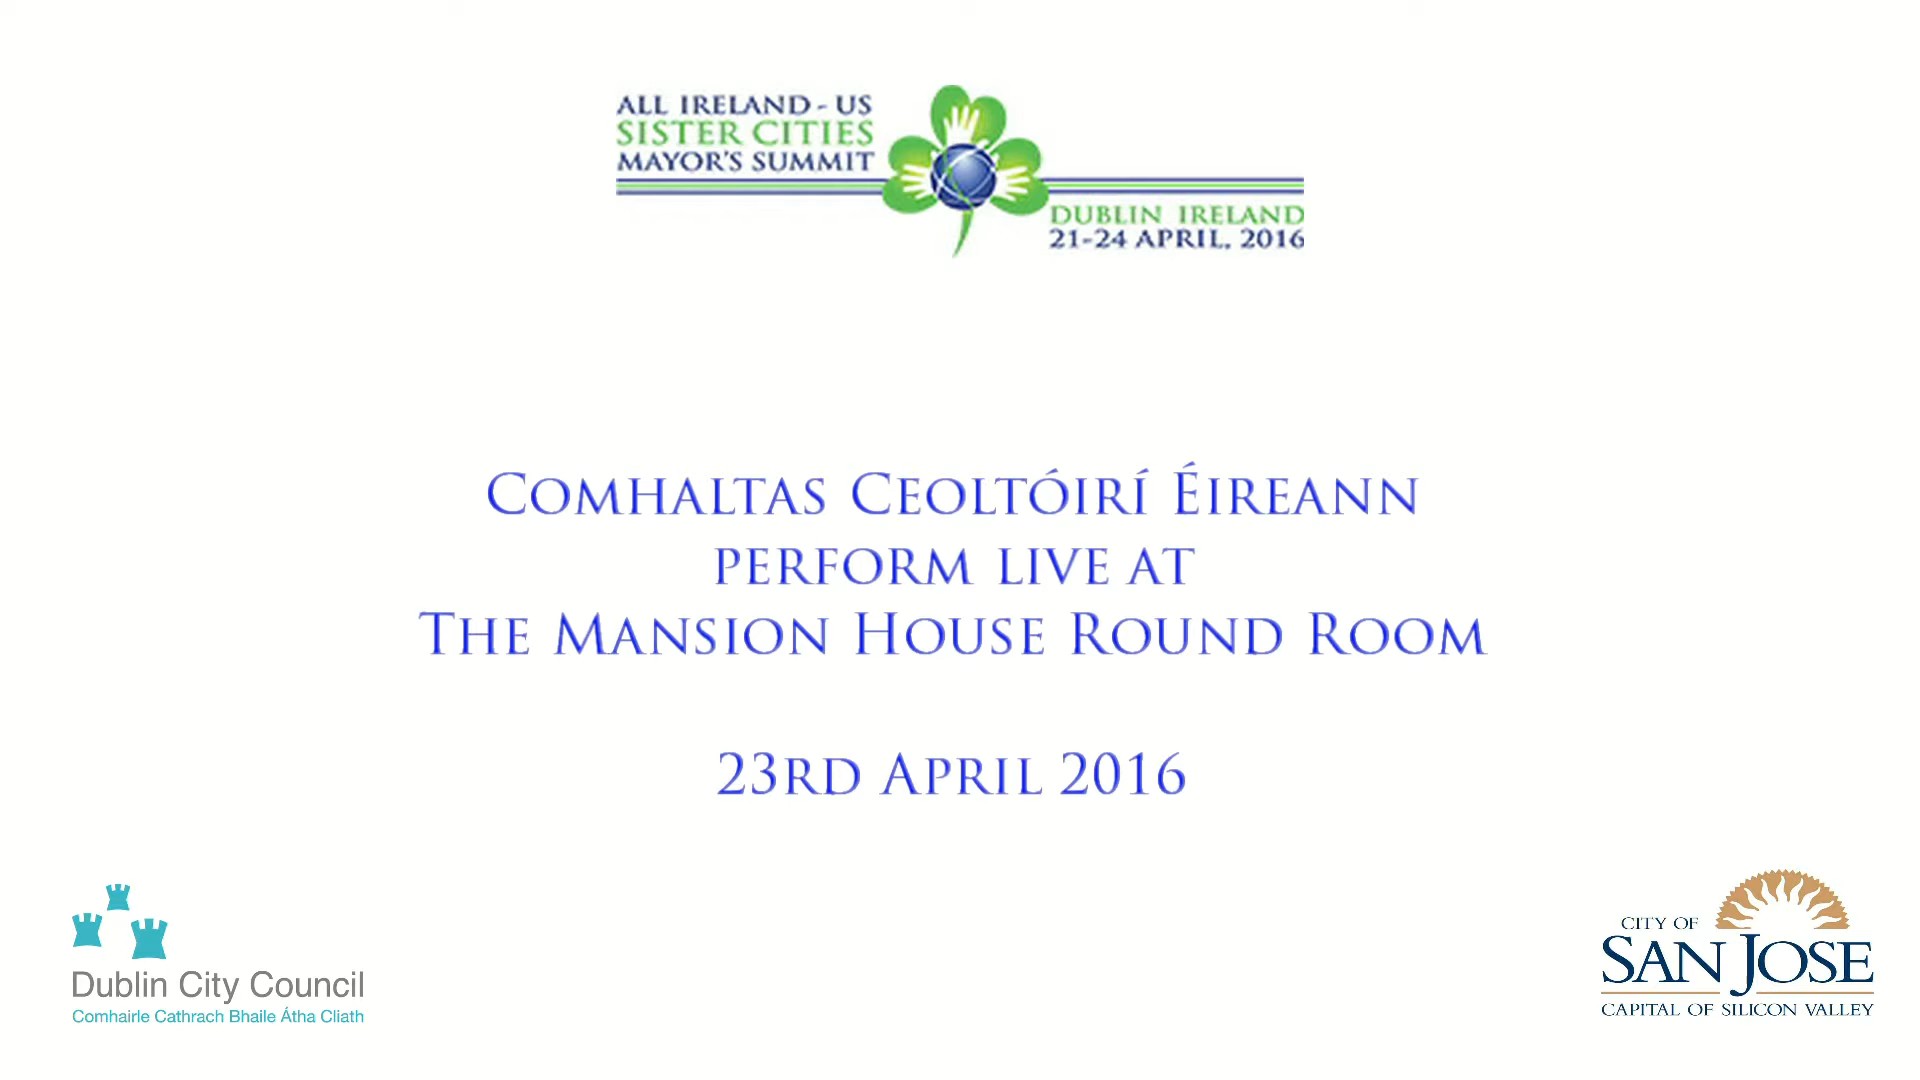 ALL IRELAND - US
SISTER CITIES
MAYOR'S SUMMIT
DUBLIN IRELAND
21-24 APRIL, 2016
COMHALTAS CEOLTÓIRÍ ÉIREANN
PERFORM LIVE AT
THE MANSION HOUSE ROUND ROOM
23RD APRIL 2016
Dublin City Council
Comhairle Cathrach Bhaile Átha Cliath
CITY OF
SAN JOSE
CAPITAL OF SILICON VALLEY